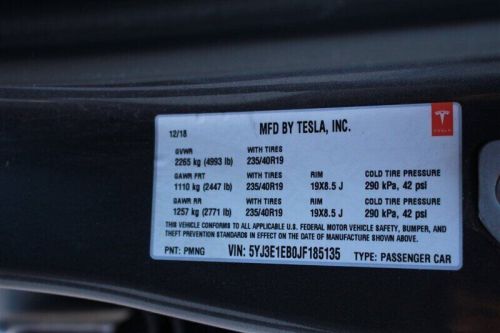 12/18 MFD BY TESLA, INC.
TESLA
GVWR WITH TIRES
2265 kg (4993 lb) 235/40R19
GAWR FRT WITH TIRES RIM COLD TIRE PRESSURE
1110 kg (2447 lb) 235/40R19 19X8.5 J 290 kPa, 42 psi
GAWR RR WITH TIRES RIM COLD TIRE PRESSURE
1257 kg (2771 lb) 235/40R19 19X8.5 J 290 kPa, 42 psi
THIS VEHICLE CONFORMS TO ALL APPLICABLE U.S. FEDERAL MOTOR VEHICLE SAFETY, BUMPER, AND
THEFT PREVENTION STANDARDS IN EFFECT ON THE DATE OF MANUFACTURE SHOWN ABOVE.
PNT: PMNG VIN: 5YJ3E1EB0JF185135 TYPE: PASSENGER CAR